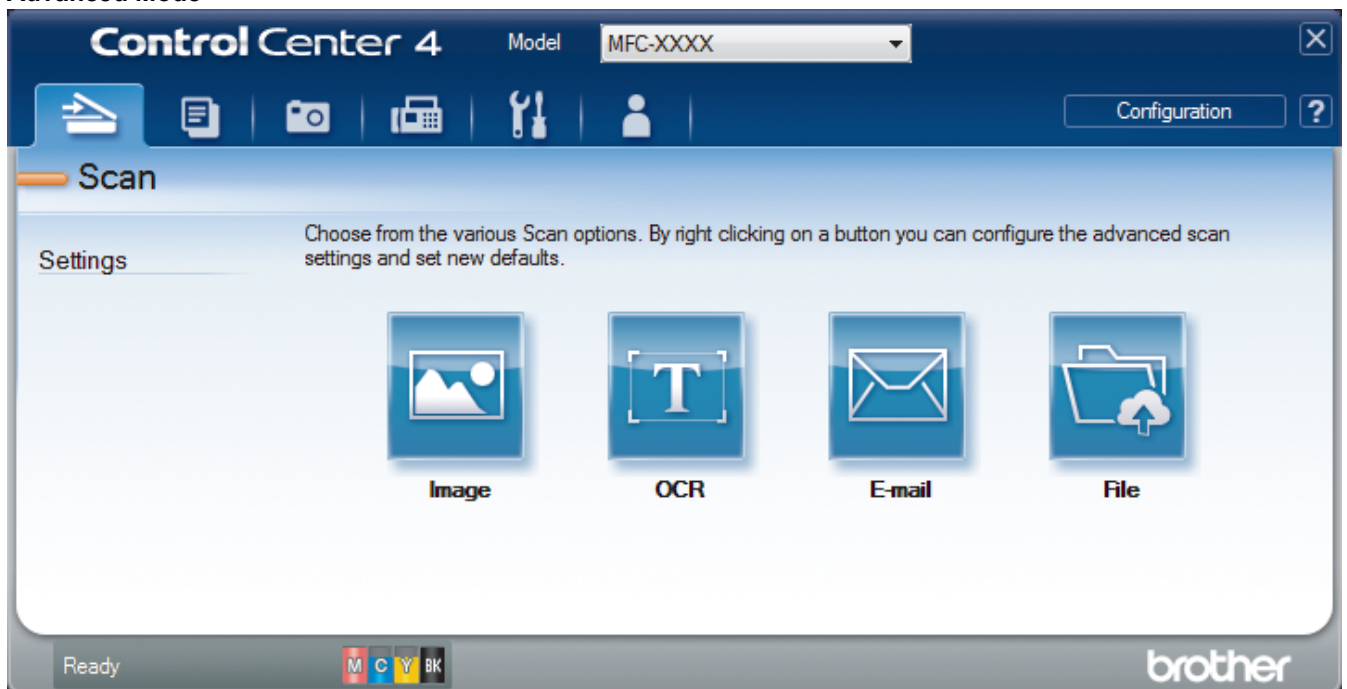 Advanced Mode
Control Center 4
Model
MFC-XXXX
Configuration
?
Scan
Settings
Choose from the various Scan options. By right clicking on a button you can configure the advanced scan
settings and set new defaults.
T
Image
OCR
E-mail
File
Ready
M C Y BK
brother